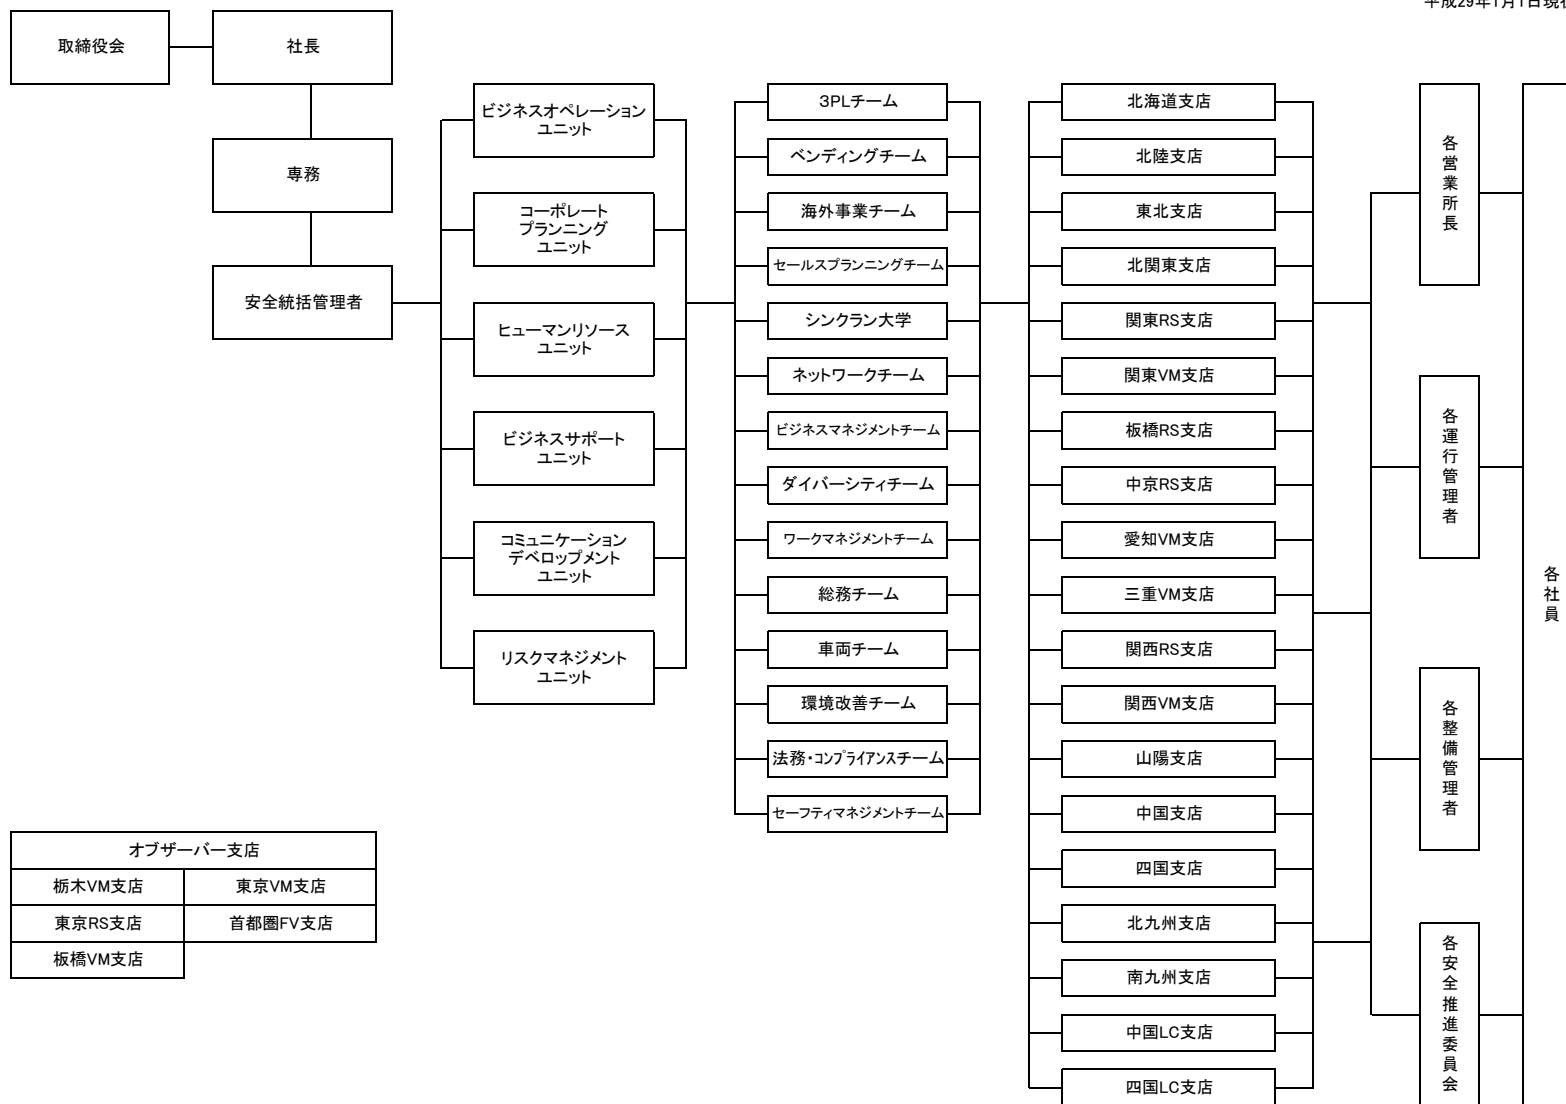 平成29年1月1日現在
取締役会
社長
専務
安全統括管理者
ビジネスオペレーション
ユニット
コーポレート
プランニング
ユニット
ヒューマンリソース
ユニット
ビジネスサポート
ユニット
コミュニケーション
デベロップメント
ユニット
リスクマネジメント
ユニット
3PLチーム
ベンディングチーム
海外事業チーム
セールスプランニングチーム
シンクラン大学
ネットワークチーム
ビジネスマネジメントチーム
ダイバーシティチーム
ワークマネジメントチーム
総務チーム
車両チーム
環境改善チーム
法務・コンプライアンスチーム
セーフティマネジメントチーム
北海道支店
北陸支店
東北支店
北関東支店
関東RS支店
関東VM支店
板橋RS支店
中京RS支店
愛知VM支店
三重VM支店
関西RS支店
関西VM支店
山陽支店
中国支店
四国支店
北九州支店
南九州支店
中国LC支店
四国LC支店
各営業所長
各運行管理者
各整備管理者
各安全推進委員会
各社員
オブザーバー支店
栃木VM支店 東京VM支店
東京RS支店 首都圏FV支店
板橋VM支店